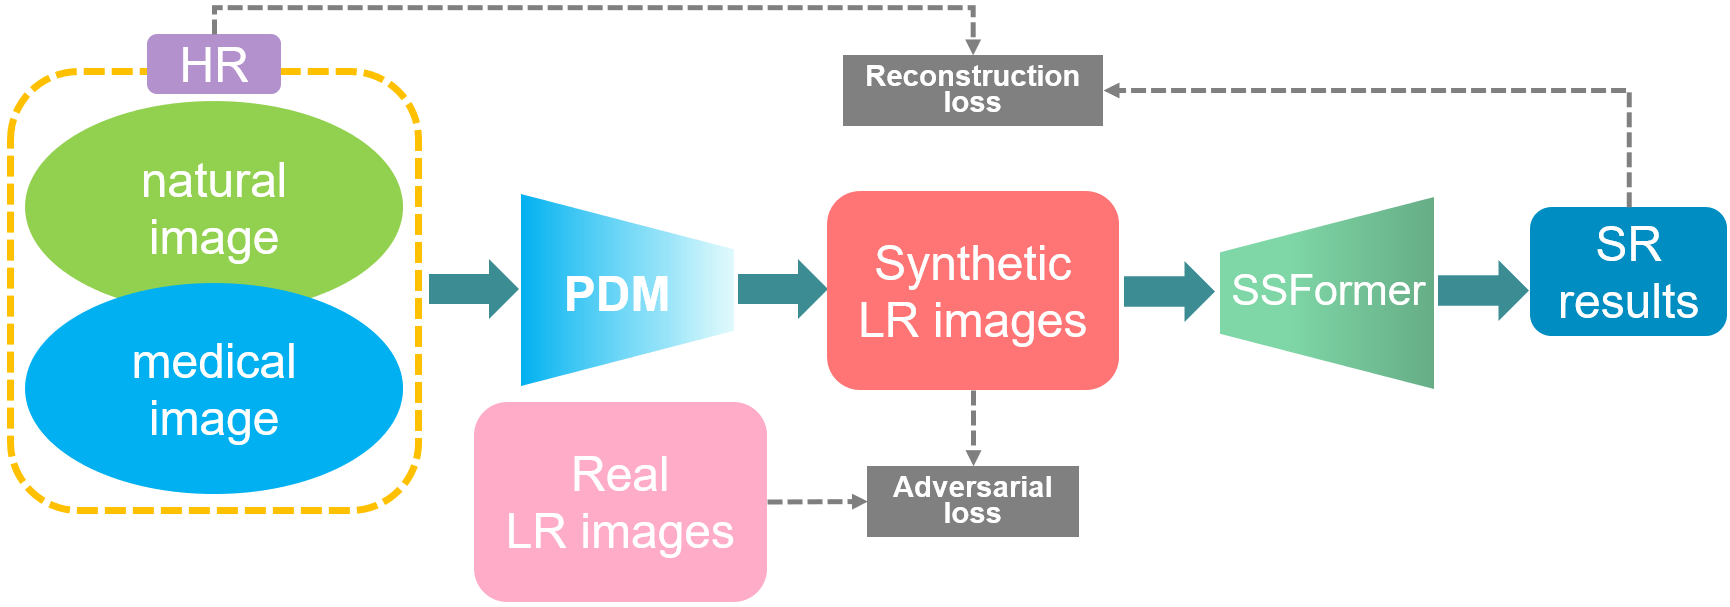 HR
natural
image
medical
image
PDM
Real
LR images
Reconstruction
loss
Synthetic
LR images
Adversarial
loss
SSFormer
SR
results